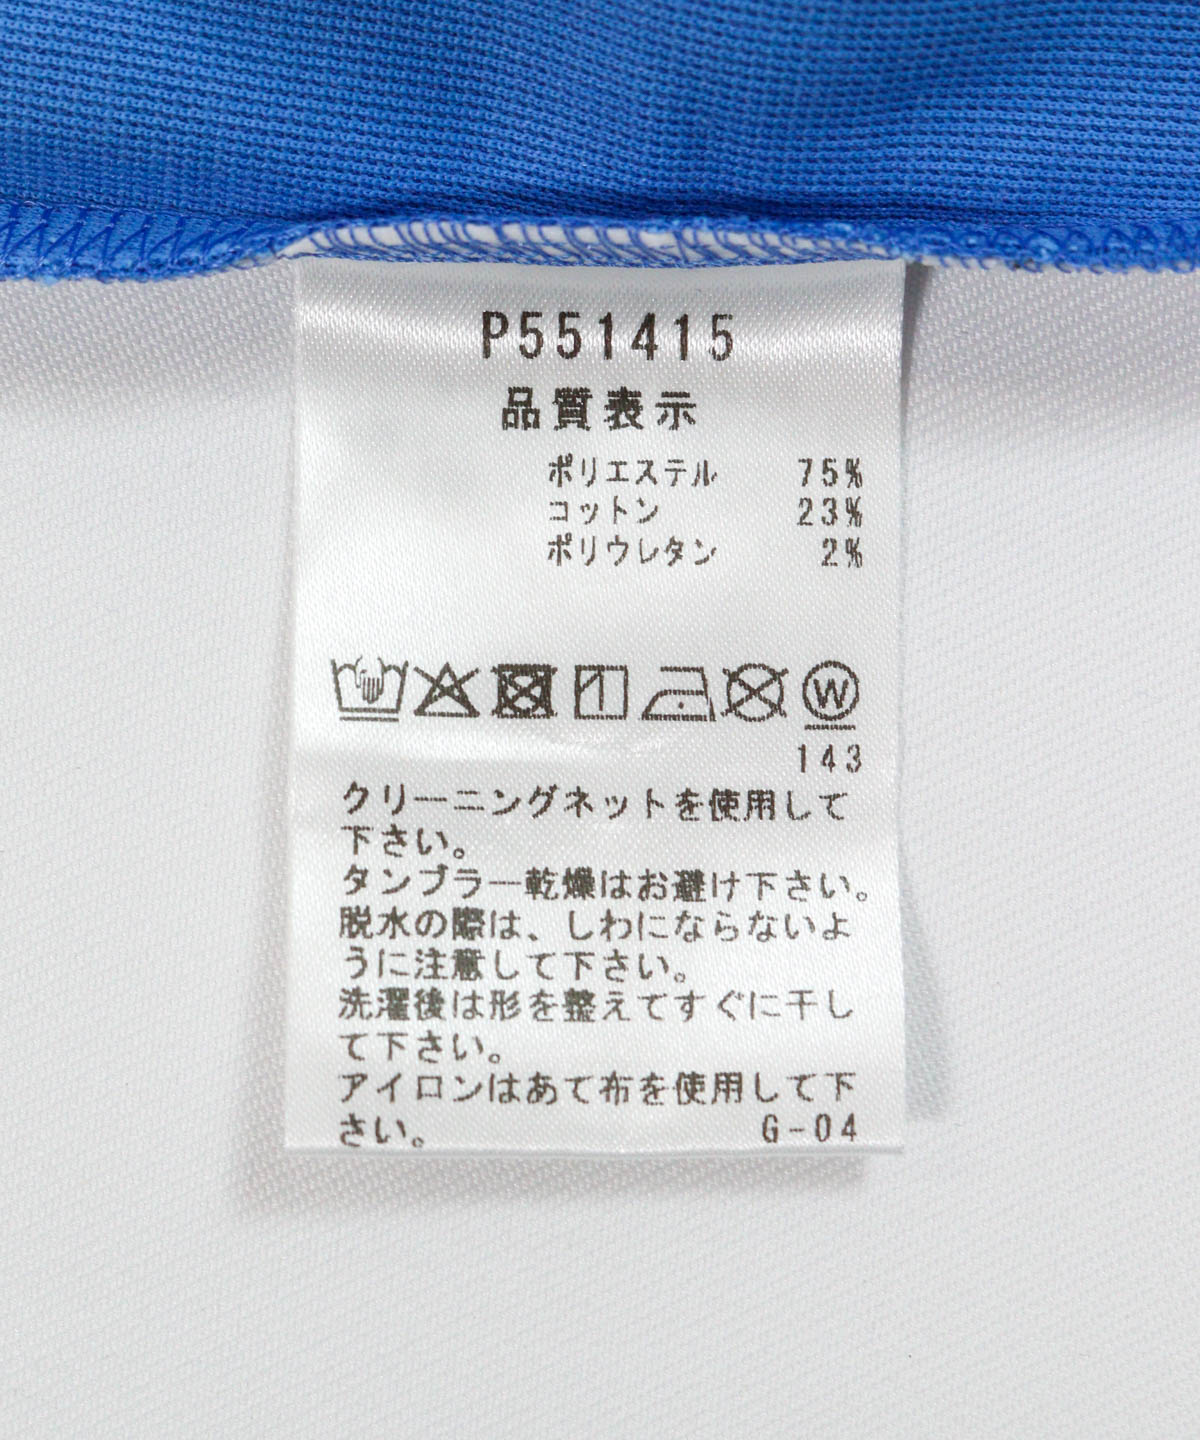 P551415
品質表示
ポリエステル 75%
コットン 23%
ポリウレタン 2%
W
143
クリーニングネットを使用して
下さい。
タンブラー乾燥はお避け下さい。
脱水の際は、しわにならないよ
うに注意して下さい。
洗濯後は形を整えてすぐに干し
て下さい。
アイロンはあて布を使用して下
さい。 G-04